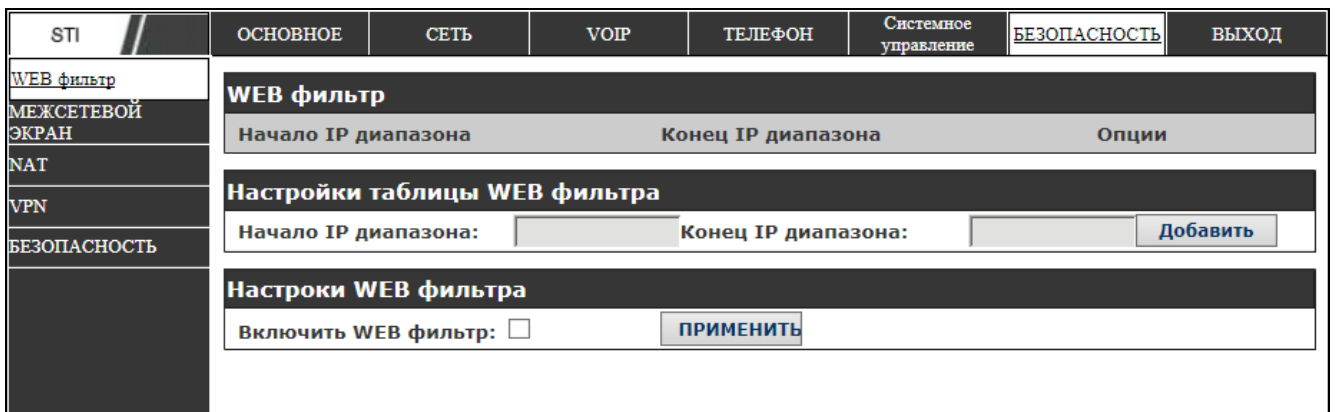 STI
ОСНОВНОЕ
СЕТЬ
VOIP
ТЕЛЕФОН
Системное
управление
БЕЗОПАСНОСТЬ
ВЫХОД
WEB фильтр
МЕЖСЕТЕВОЙ
ЭКРАН
NAT
VPN
БЕЗОПАСНОСТЬ
WEB фильтр
Начало IP диапазона Конец IP диапазона Опции
Настройки таблицы WEB фильтра
Начало IP диапазона: Конец IP диапазона: Добавить
Настроки WEB фильтра
Включить WEB фильтр: ПРИМЕНИТЬ